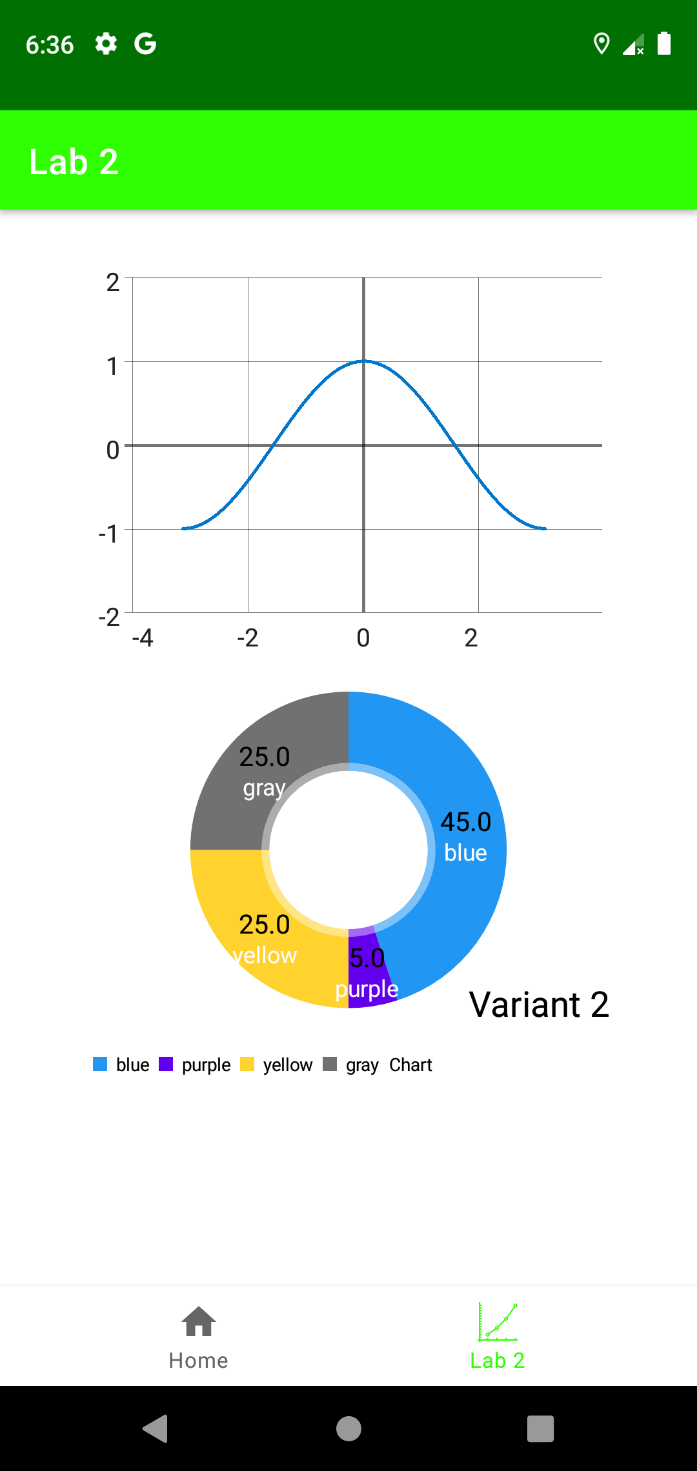 6:36
Lab 2
2
1
0
-1
-2
-4 -2 0 2
25.0
gray
45.0
blue
25.0
yellow
5.0
purple
Variant 2
blue purple yellow gray Chart
Home Lab 2